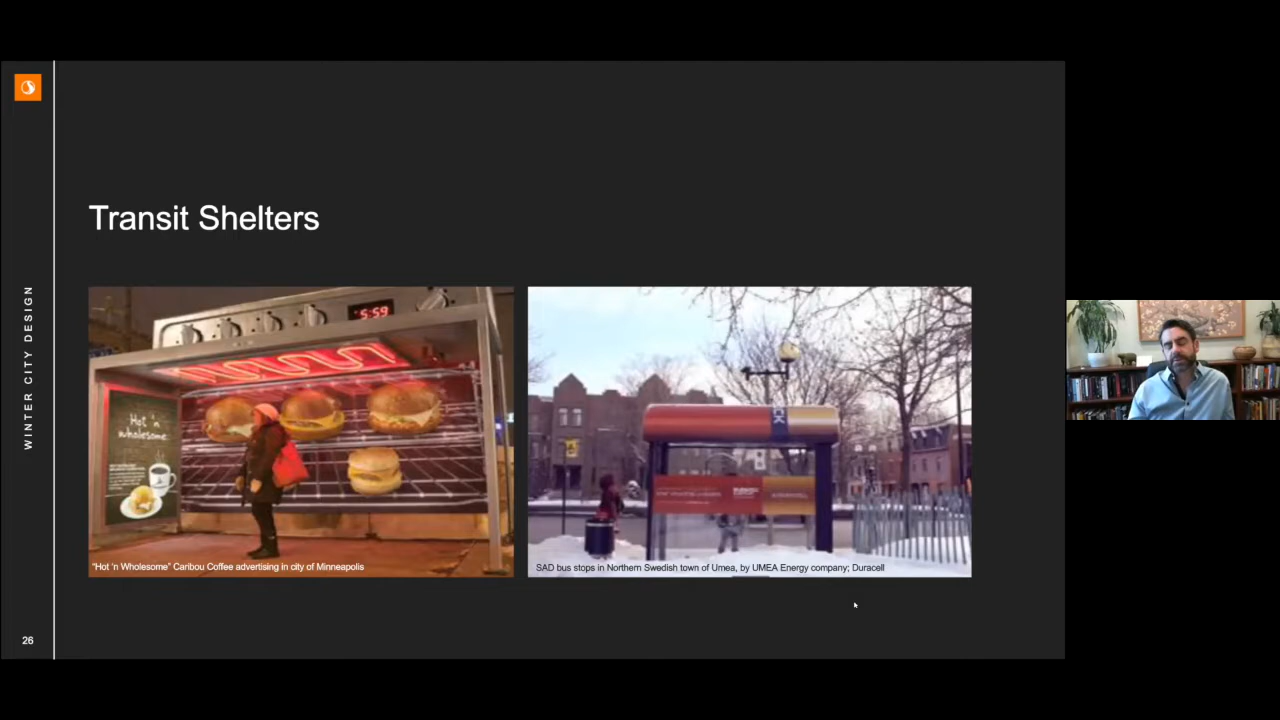 WINTER CITY DESIGN
Transit Shelters
5:59
Hot 'n
wholesome
"Hot 'n Wholesome" Caribou Coffee advertising in city of Minneapolis
SAD bus stops in Northern Swedish town of Umea, by UMEA Energy company; Duracell
26